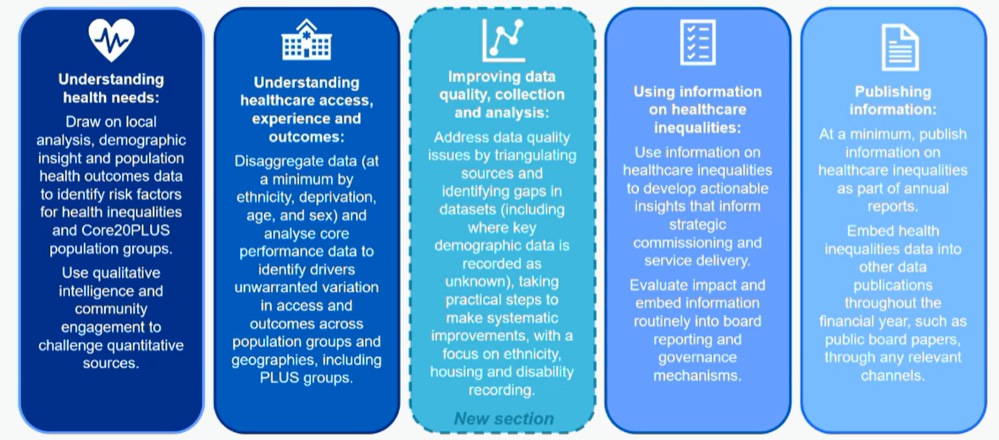 Understanding
health needs:
Draw on local
analysis, demographic
insight and population
health outcomes data
to identify risk factors
for health inequalities
and Core20PLUS
population groups.
Use qualitative
intelligence and
community
engagement to
challenge quantitative
sources.
Understanding
healthcare access,
experience and
outcomes:
Disaggregate data (at
a minimum by
ethnicity, deprivation,
age, and sex) and
analyse core
performance data to
identify drivers
unwarranted variation
in access and
outcomes across
population groups and
geographies, including
PLUS groups.
Improving data
quality, collection
and analysis:
Address data quality
issues by triangulating
sources and
identifying gaps in
datasets (including
where key
demographic data is
recorded as
unknown), taking
practical steps to
make systematic
improvements, with a
focus on ethnicity,
housing and disability
recording.
New section
Using information
on healthcare
inequalities:
Use information on
healthcare inequalities
to develop actionable
insights that inform
strategic
commissioning and
service delivery.
Evaluate impact and
embed information
routinely into board
reporting and
governance
mechanisms.
Publishing
information:
At a minimum, publish
information on
healthcare inequalities
as part of annual
reports.
Embed health
inequalities data into
other data
publications
throughout the
financial year, such as
public board papers,
through any relevant
channels.